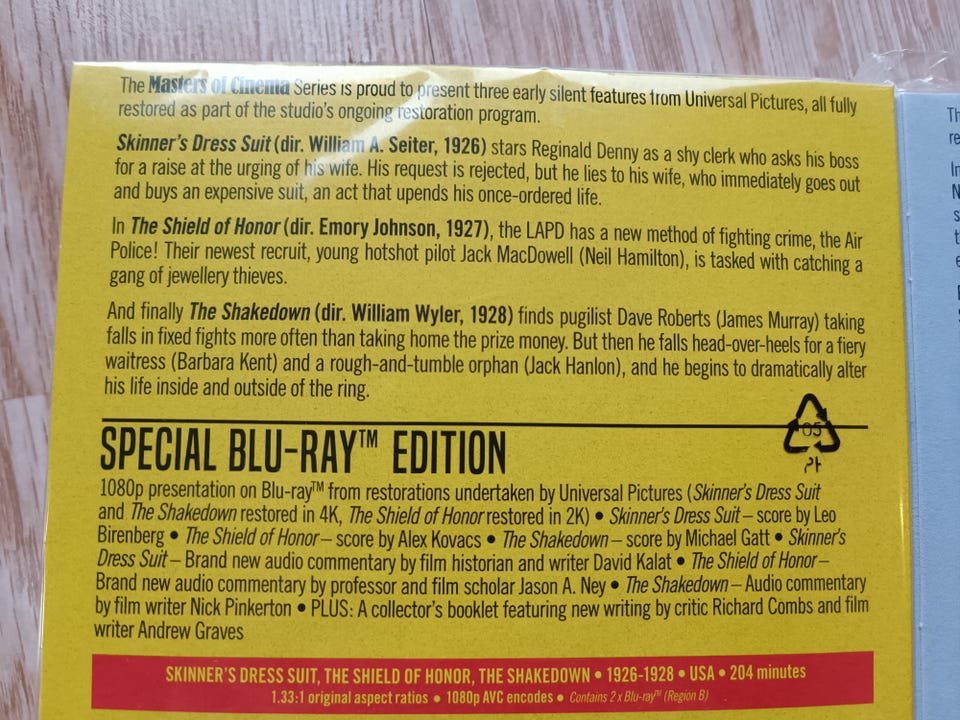 The Masters of Cinema Series is proud to present three early silent features from Universal Pictures, all fully
restored as part of the studio's ongoing restoration program.
Skinner's Dress Suit (dir. William A. Seiter, 1926) stars Reginald Denny as a shy clerk who asks his boss
for a raise at the urging of his wife. His request is rejected, but he lies to his wife, who immediately goes out
and buys an expensive suit, an act that upends his once-ordered life.
In The Shield of Honor (dir. Emory Johnson, 1927), the LAPD has a new method of fighting crime, the Air
Police! Their newest recruit, young hotshot pilot Jack MacDowell (Neil Hamilton), is tasked with catching a
gang of jewellery thieves.
And finally The Shakedown (dir. William Wyler, 1928) finds pugilist Dave Roberts (James Murray) taking
falls in fixed fights more often than taking home the prize money. But then he falls head-over-heels for a fiery
waitress (Barbara Kent) and a rough-and-tumble orphan (Jack Hanlon), and he begins to dramatically alter
his life inside and outside of the ring.
05
PI
SPECIAL BLU-RAY™ EDITION
1080p presentation on Blu-ray™ from restorations undertaken by Universal Pictures (Skinner's Dress Suit
and The Shakedown restored in 4K, The Shield of Honor restored in 2K) • Skinner's Dress Suit – score by Leo
Birenberg • The Shield of Honor – score by Alex Kovacs • The Shakedown – score by Michael Gatt • Skinner's
Dress Suit – Brand new audio commentary by film historian and writer David Kalat • The Shield of Honor –
Brand new audio commentary by professor and film scholar Jason A. Ney • The Shakedown – Audio commentary
by film writer Nick Pinkerton • PLUS: A collector's booklet featuring new writing by critic Richard Combs and film
writer Andrew Graves
SKINNER'S DRESS SUIT, THE SHIELD OF HONOR, THE SHAKEDOWN • 1926-1928 • USA • 204 minutes
1.33:1 original aspect ratios • 1080p AVC encodes • Contains 2 x Blu-ray™ (Region B)